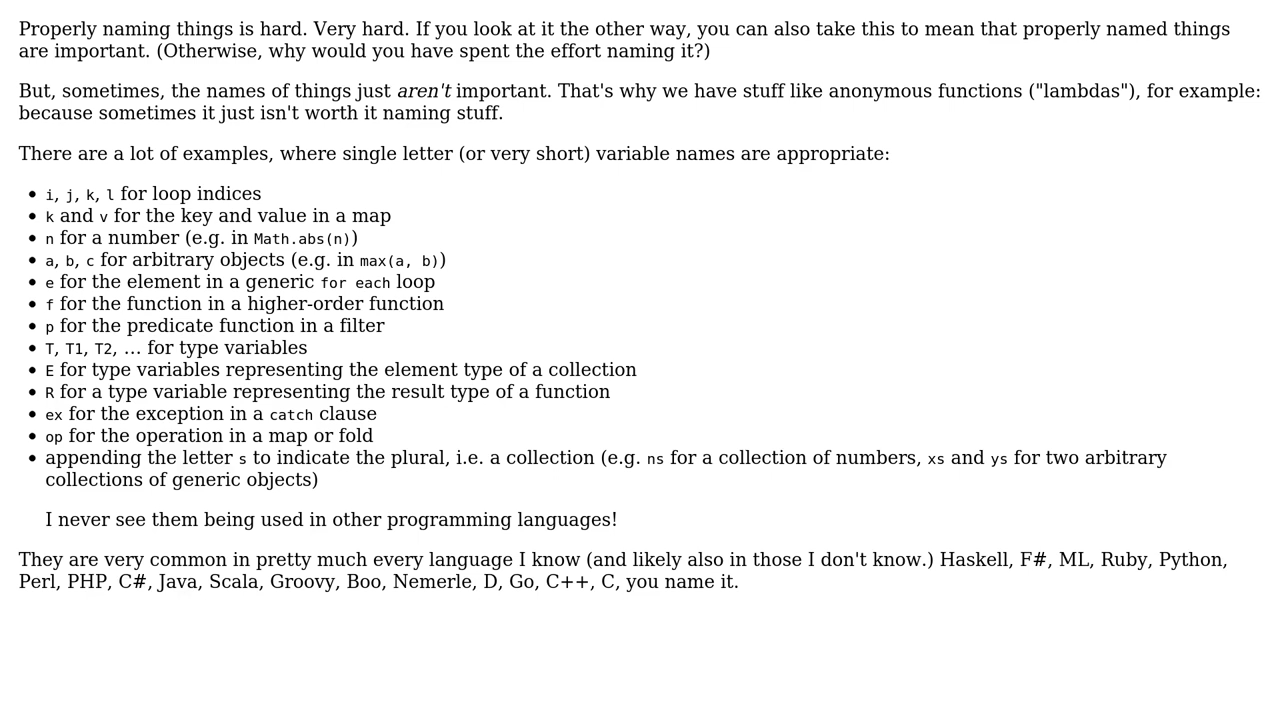 Properly naming things is hard. Very hard. If you look at it the other way, you can also take this to mean that properly named things
are important. (Otherwise, why would you have spent the effort naming it?)
But, sometimes, the names of things just aren't important. That's why we have stuff like anonymous functions ("lambdas"), for example:
because sometimes it just isn't worth it naming stuff.
There are a lot of examples, where single letter (or very short) variable names are appropriate:
• i, j, k, l for loop indices
• k and v for the key and value in a map
• n for a number (e.g. in Math.abs(n))
• a, b, c for arbitrary objects (e.g. in max(a, b))
• e for the element in a generic for each loop
• f for the function in a higher-order function
• p for the predicate function in a filter
• T, T1, T2, … for type variables
• E for type variables representing the element type of a collection
• R for a type variable representing the result type of a function
• ex for the exception in a catch clause
• op for the operation in a map or fold
• appending the letter s to indicate the plural, i.e. a collection (e.g. ns for a collection of numbers, xs and ys for two arbitrary
collections of generic objects)
I never see them being used in other programming languages!
They are very common in pretty much every language I know (and likely also in those I don't know.) Haskell, F#, ML, Ruby, Python,
Perl, PHP, C#, Java, Scala, Groovy, Boo, Nemerle, D, Go, C++, C, you name it.